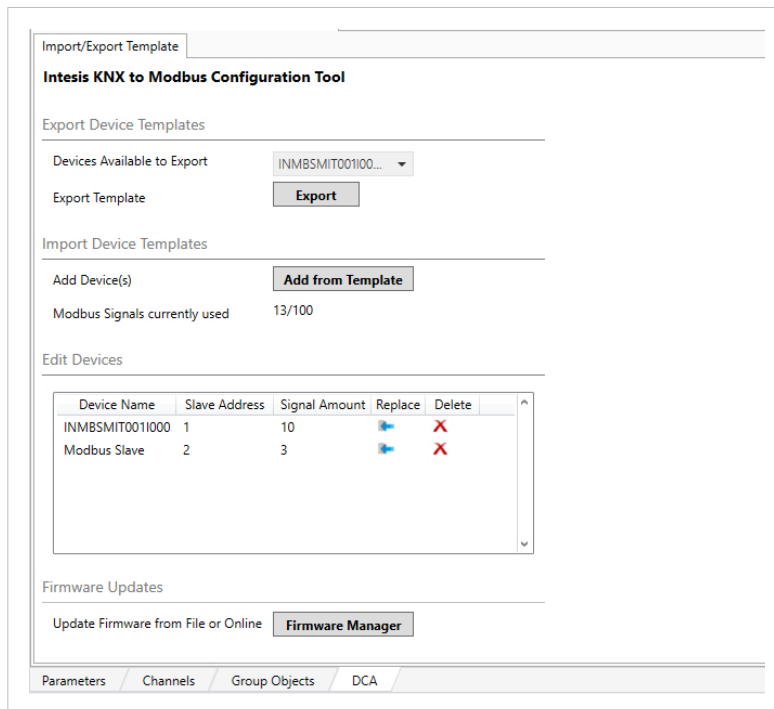 Import/Export Template
Intesis KNX to Modbus Configuration Tool
Export Device Templates
Devices Available to Export INMBSMIT001I00...
Export Template Export
Import Device Templates
Add Device(s) Add from Template
Modbus Signals currently used 13/100
Edit Devices
Device Name Slave Address Signal Amount Replace Delete
INMBSMIT001I000 1 10
Modbus Slave 2 3
Firmware Updates
Update Firmware from File or Online Firmware Manager
Parameters Channels Group Objects DCA